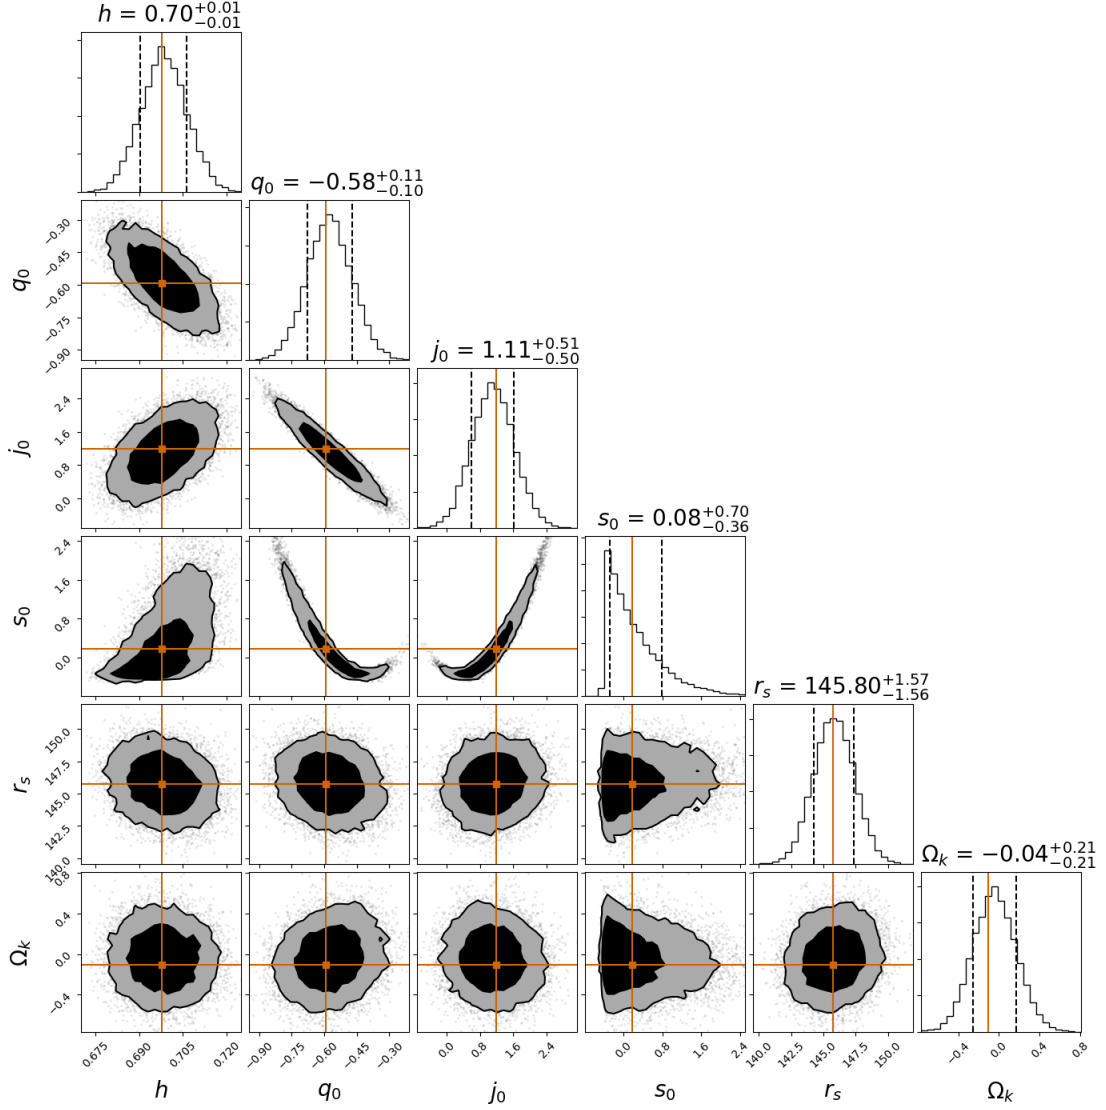 h = 0.70^{+0.01}_{-0.01}
q_0 = −0.58^{+0.11}_{-0.10}
−0.30
−0.45
−0.60
−0.75
−0.90
q_0
j_0 = 1.11^{+0.51}_{-0.50}
2.4
1.6
0.8
0.0
j_0
s_0 = 0.08^{+0.70}_{-0.36}
2.4
1.6
0.8
0.0
s_0
r_s = 145.80^{+1.57}_{-1.56}
150.0
147.5
145.0
142.5
140.0
r_s
Ω_k = −0.04^{+0.21}_{-0.21}
0.8
0.4
0.0
−0.4
Ω_k
0.675 0.690 0.705 0.720 −0.90 −0.75 −0.60 −0.45 −0.30 0.0 0.8 1.6 2.4 0.0 0.8 1.6 2.4 140.0 142.5 145.0 147.5 150.0 −0.4 0.0 0.4 0.8
h q_0 j_0 s_0 r_s Ω_k